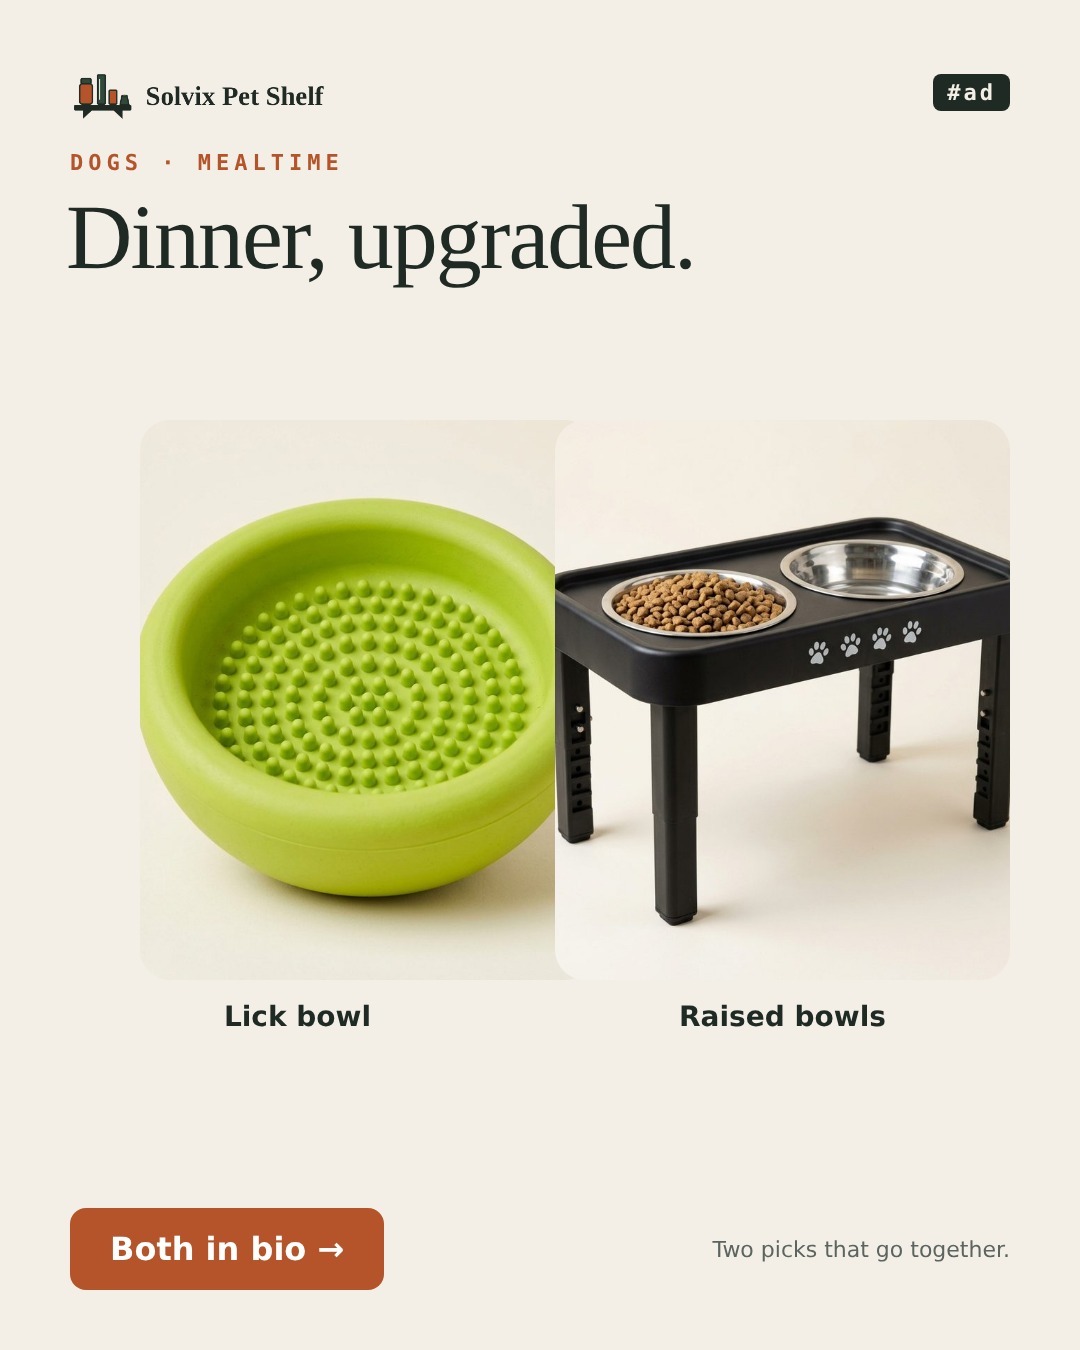 Solvix Pet Shelf
#ad
DOGS · MEALTIME
Dinner, upgraded.
Lick bowl
Raised bowls
Both in bio →
Two picks that go together.